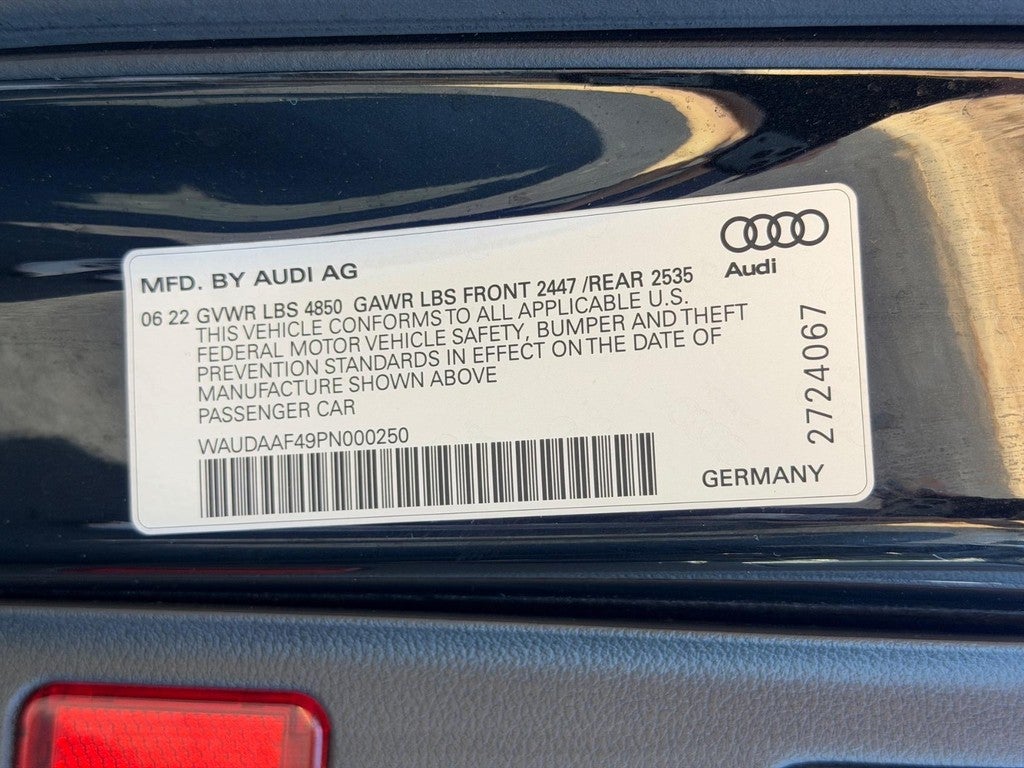 MFD. BY AUDI AG
Audi
06 22 GVWR LBS 4850 GAWR LBS FRONT 2447 /REAR 2535
THIS VEHICLE CONFORMS TO ALL APPLICABLE U.S.
FEDERAL MOTOR VEHICLE SAFETY, BUMPER AND THEFT
PREVENTION STANDARDS IN EFFECT ON THE DATE OF
MANUFACTURE SHOWN ABOVE
PASSENGER CAR
WAUDAAF49PN000250
GERMANY
2724067